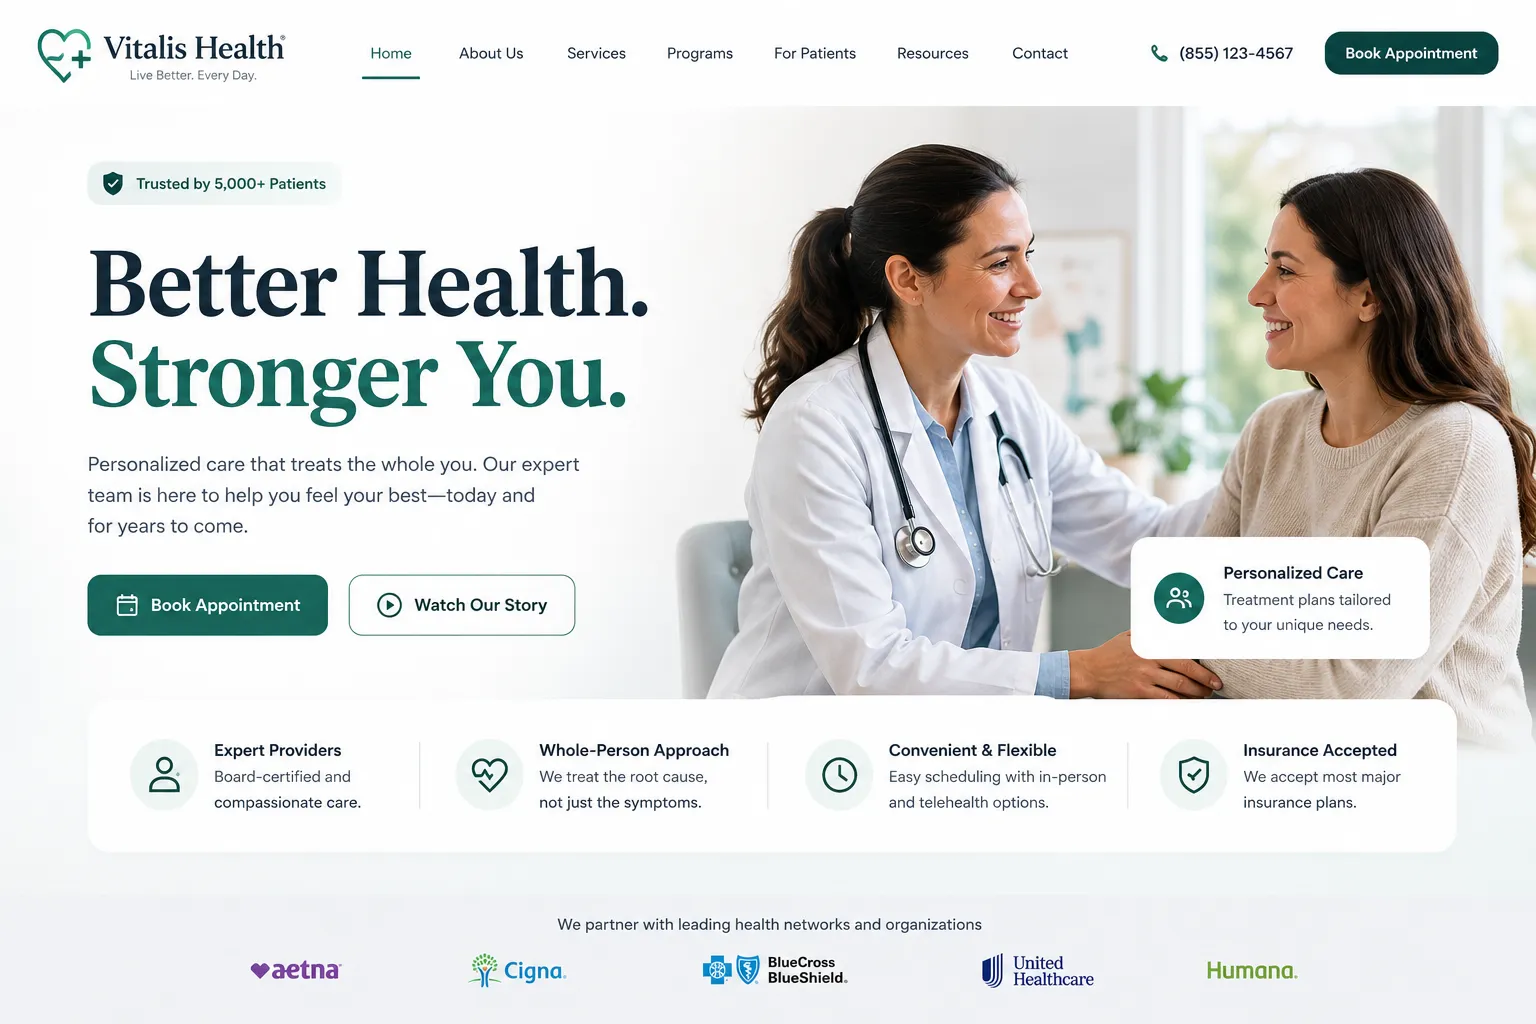 Vitalis Health®
Live Better. Every Day.
Home
About Us
Services
Programs
For Patients
Resources
Contact
(855) 123-4567
Book Appointment
Trusted by 5,000+ Patients
Better Health.
Stronger You.
Personalized care that treats the whole you. Our expert
team is here to help you feel your best—today and
for years to come.
Book Appointment
Watch Our Story
Personalized Care
Treatment plans tailored
to your unique needs.
Expert Providers
Board-certified and
compassionate care.
Whole-Person Approach
We treat the root cause,
not just the symptoms.
Convenient & Flexible
Easy scheduling with in-person
and telehealth options.
Insurance Accepted
We accept most major
insurance plans.
We partner with leading health networks and organizations
aetna
Cigna
BlueCross
BlueShield
United
Healthcare
Humana